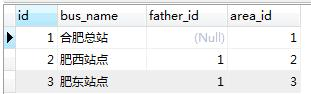 id bus_name father_id area_id
1 合肥总站 (Null) 1
2 肥西站点 1 2
3 肥东站点 1 3